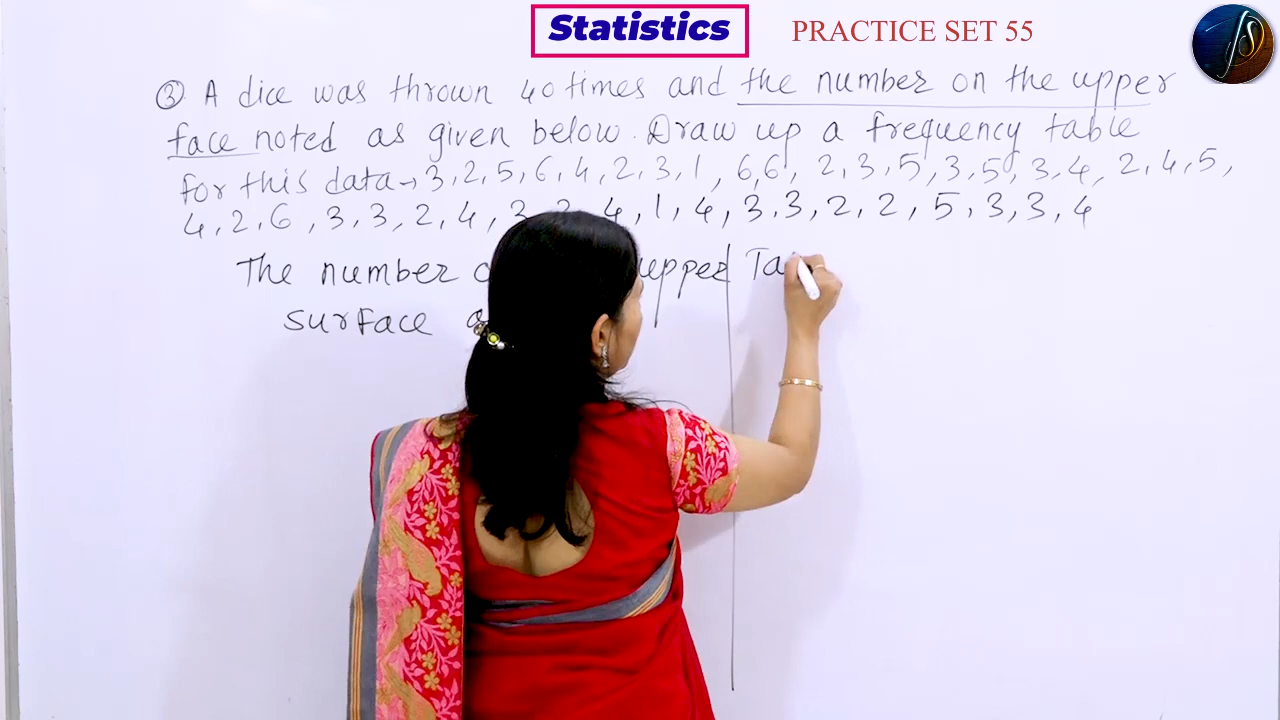 Statistics
PRACTICE SET 55
③ A dice was thrown 40 times and the number on the upper
face noted as given below. Draw up a frequency table
for this data → 3, 2, 5, 6, 4, 2, 3, 1, 6, 6, 2, 3, 5, 3, 5, 3, 4, 2, 4, 5,
4, 2, 6, 3, 3, 2, 4, 4, 1, 4, 3, 3, 2, 2, 5, 3, 3, 4
The number upper
surface